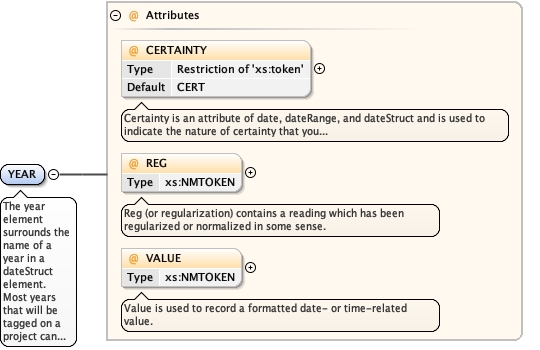 @ Attributes
@ CERTAINTY
Type Restriction of 'xs:token'
Default CERT
Certainty is an attribute of date, dateRange, and dateStruct and is used to
indicate the nature of certainty that you...
@ REG
Type xs:NMTOKEN
Reg (or regularization) contains a reading which has been
regularized or normalized in some sense.
@ VALUE
Type xs:NMTOKEN
Value is used to record a formatted date- or time-related
value.
YEAR
The year
element
surrounds the
name of a
year in a
dateStruct
element.
Most years
that will be
tagged on a
project can...